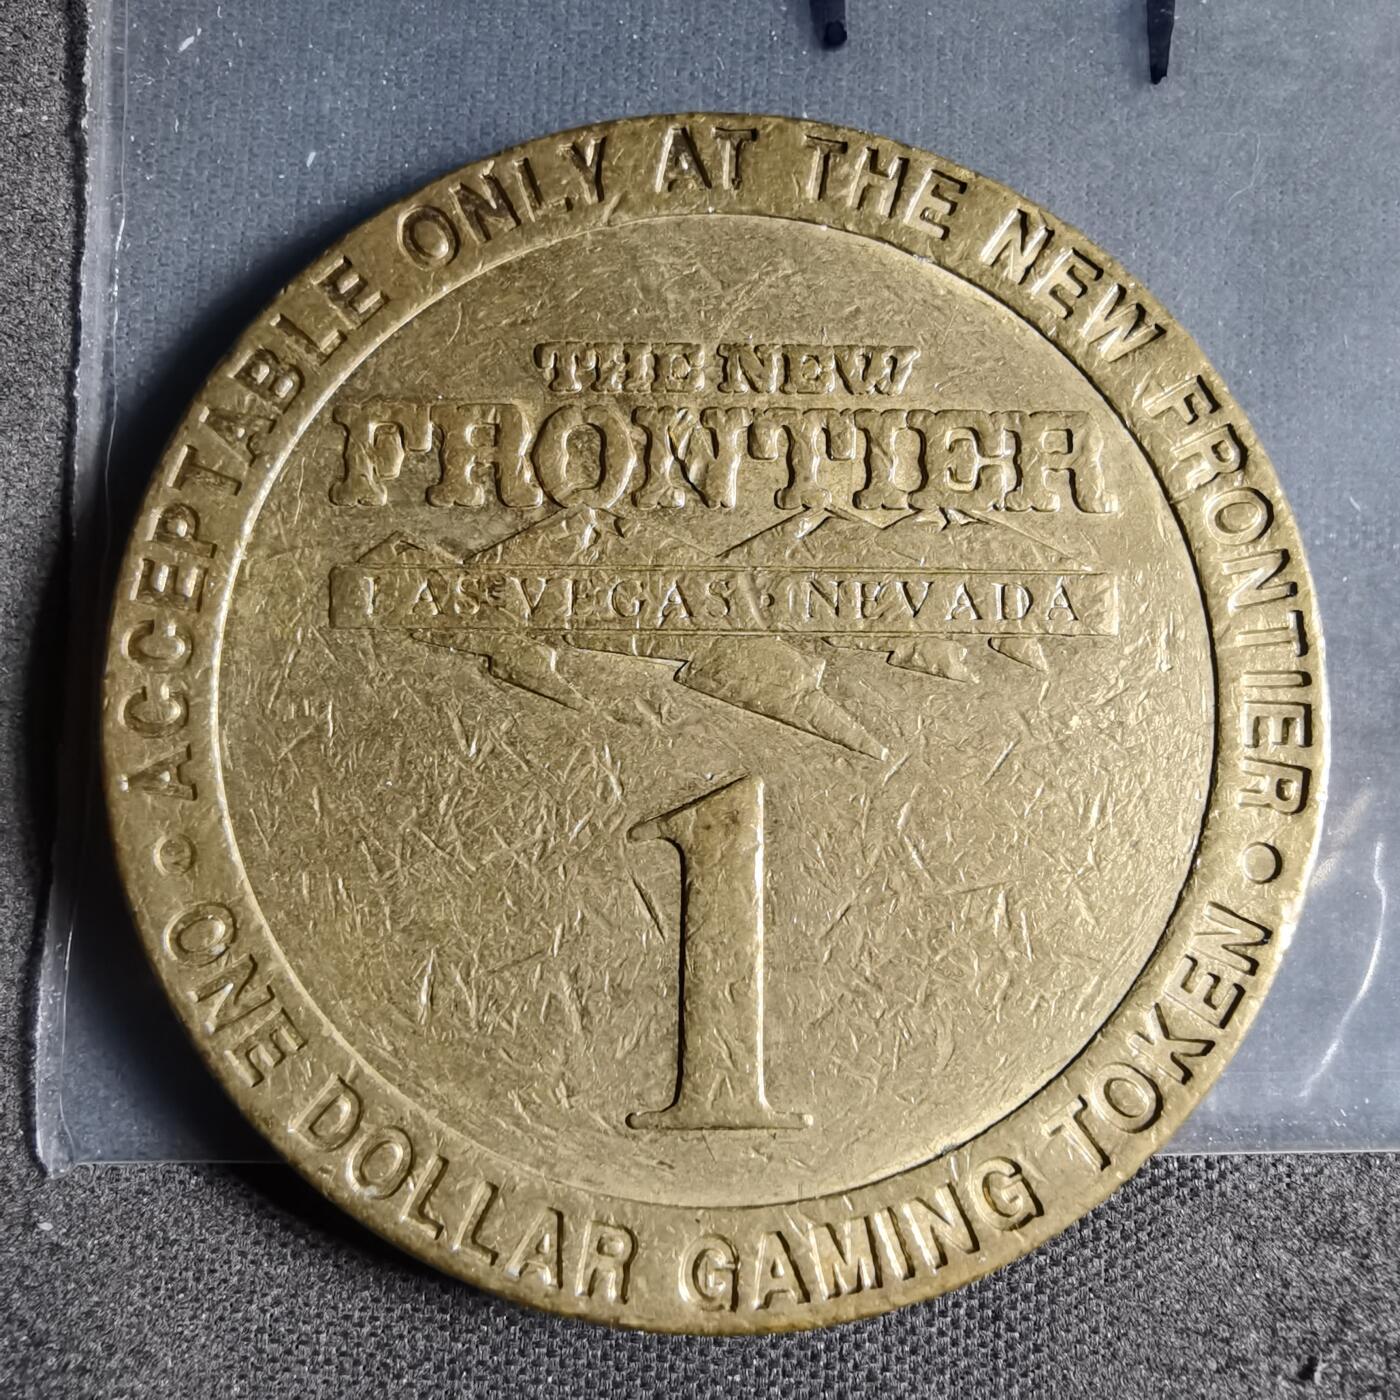 ACCEPTABLE ONLY AT THE NEW FRONTIER
THE NEW
FRONTIER
LAS VEGAS · NEVADA
1
• ONE DOLLAR GAMING TOKEN •